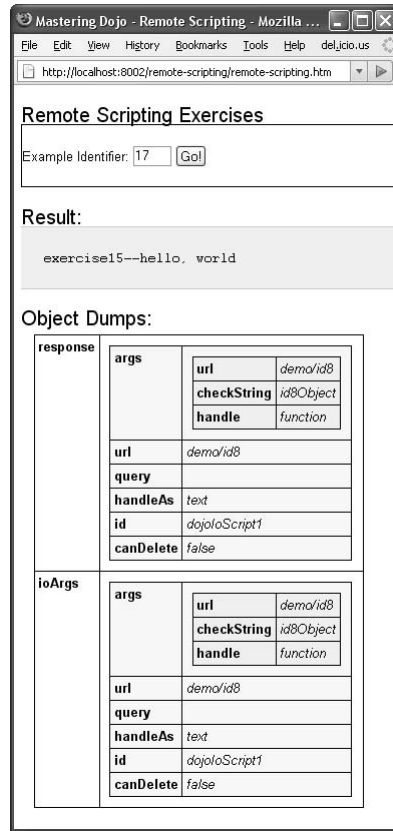 Mastering Dojo - Remote Scripting - Mozilla ...
File Edit View History Bookmarks Tools Help del.icio.us
http://localhost:8002/remote-scripting/remote-scripting.htm
Remote Scripting Exercises
Example Identifier: 17 Go!
Result:
exercise15--hello, world
Object Dumps:
response
args
url demo/id8
checkString id8Object
handle function
url demo/id8
query
handleAs text
id dojoIoScript1
canDelete false
ioArgs
args
url demo/id8
checkString id8Object
handle function
url demo/id8
query
handleAs text
id dojoIoScript1
canDelete false